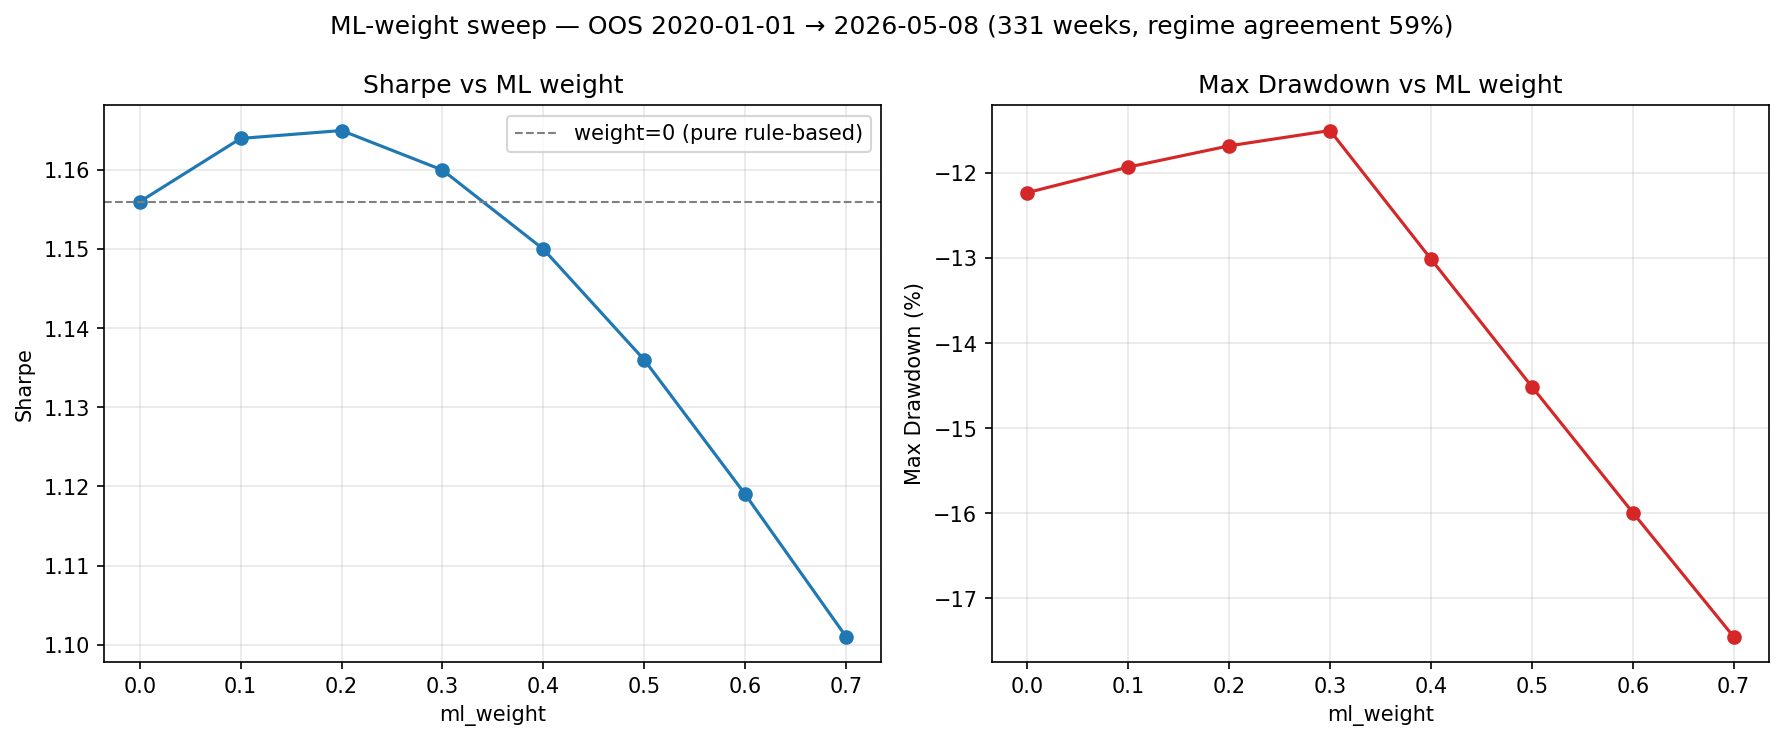 ML-weight sweep — OOS 2020-01-01 → 2026-05-08 (331 weeks, regime agreement 59%)
Sharpe vs ML weight
weight=0 (pure rule-based)
Sharpe
1.16
1.15
1.14
1.13
1.12
1.11
1.10
0.0 0.1 0.2 0.3 0.4 0.5 0.6 0.7
ml_weight
Max Drawdown vs ML weight
Max Drawdown (%)
−12
−13
−14
−15
−16
−17
0.0 0.1 0.2 0.3 0.4 0.5 0.6 0.7
ml_weight